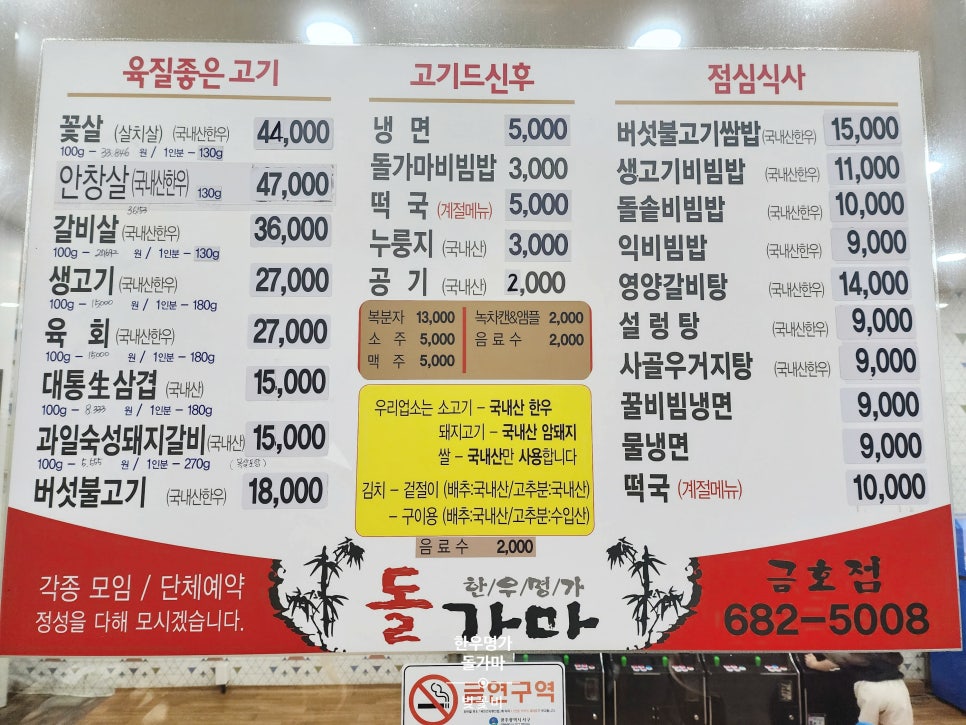 육질좋은 고기
꽃살 (살치살) (국내산한우) 44,000
100g - 33.846 원 / 1인분 - 130g
안창살 (국내산한우) 130g 47,000
갈비살 (국내산한우) 36,000
100g - 원 / 1인분 - 130g
생고기 (국내산한우) 27,000
100g - 15000 원 / 1인분 - 180g
육 회 (국내산한우) 27,000
100g - 15000 원 / 1인분 - 180g
대통生삼겹 (국내산) 15,000
100g - 8.333 원 / 1인분 - 180g
과일숙성돼지갈비 (국내산) 15,000
100g - 5.555 원 / 1인분 - 270g
버섯불고기 (국내산한우) 18,000
고기드신후
냉 면 5,000
돌가마비빔밥 3,000
떡 국 (계절메뉴) 5,000
누룽지 (국내산) 3,000
공 기 (국내산) 2,000
복분자 13,000
소 주 5,000
맥 주 5,000
녹차캔&앰플 2,000
음료수 2,000
우리업소는 소고기 - 국내산 한우
돼지고기 - 국내산 암돼지
쌀 - 국내산만 사용합니다
김치 - 겉절이 (배추:국내산/고추분:국내산)
- 구이용 (배추:국내산/고추분:수입산)
음료수 2,000
점심식사
버섯불고기쌈밥 (국내산한우) 15,000
생고기비빔밥 (국내산한우) 11,000
돌솥비빔밥 (국내산한우) 10,000
익비빔밥 (국내산한우) 9,000
영양갈비탕 (국내산한우) 14,000
설렁탕 (국내산한우) 9,000
사골우거지탕 (국내산한우) 9,000
꿀비빔냉면 9,000
물냉면 9,000
떡국 (계절메뉴) 10,000
각종 모임 / 단체예약
정성을 다해 모시겠습니다.
한/우/명/가
돌가마
금호점
682-5008
한우명가
돌가마
금연구역
광주광역시 서구